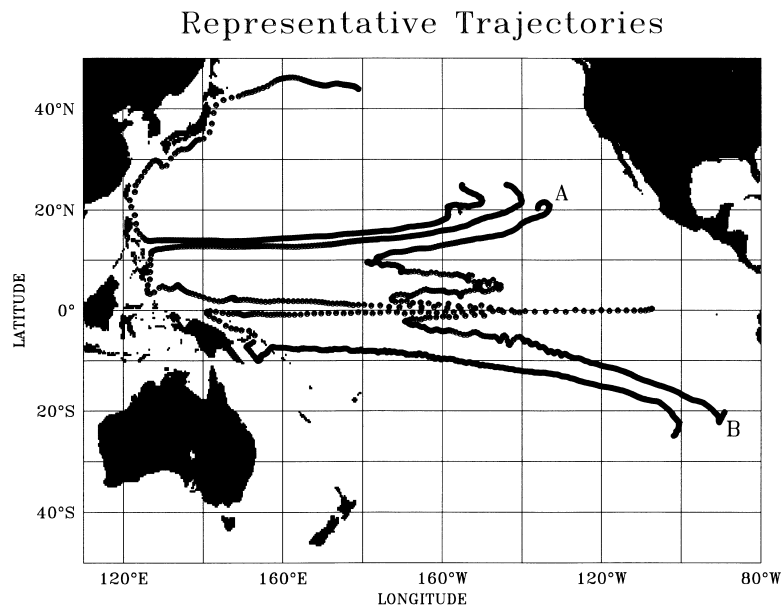 Representative Trajectories
40°N
20°N
0°
20°S
40°S
LATITUDE
A
B
120°E 160°E 160°W 120°W 80°W
LONGITUDE